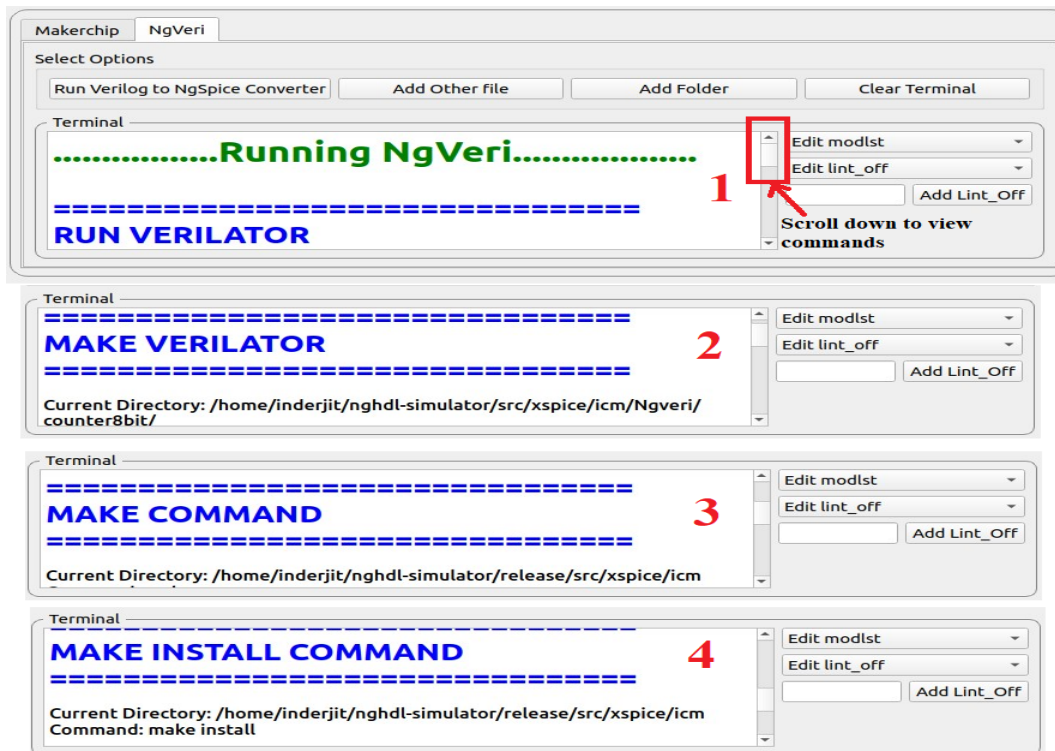 Makerchip NgVeri
Select Options
Run Verilog to NgSpice Converter Add Other file Add Folder Clear Terminal
Terminal
.................Running NgVeri................... Edit modlst
Edit lint_off
1 Add Lint_Off
================================
RUN VERILATOR
Scroll down to view
commands
Terminal
================================ Edit modlst
MAKE VERILATOR 2 Edit lint_off
================================ Add Lint_Off
Current Directory: /home/inderjit/nghdl-simulator/src/xspice/icm/Ngveri/
counter8bit/
Terminal
================================ Edit modlst
MAKE COMMAND 3 Edit lint_off
================================ Add Lint_Off
Current Directory: /home/inderjit/nghdl-simulator/release/src/xspice/icm
Terminal
================================ Edit modlst
MAKE INSTALL COMMAND 4 Edit lint_off
================================ Add Lint_Off
Current Directory: /home/inderjit/nghdl-simulator/release/src/xspice/icm
Command: make install